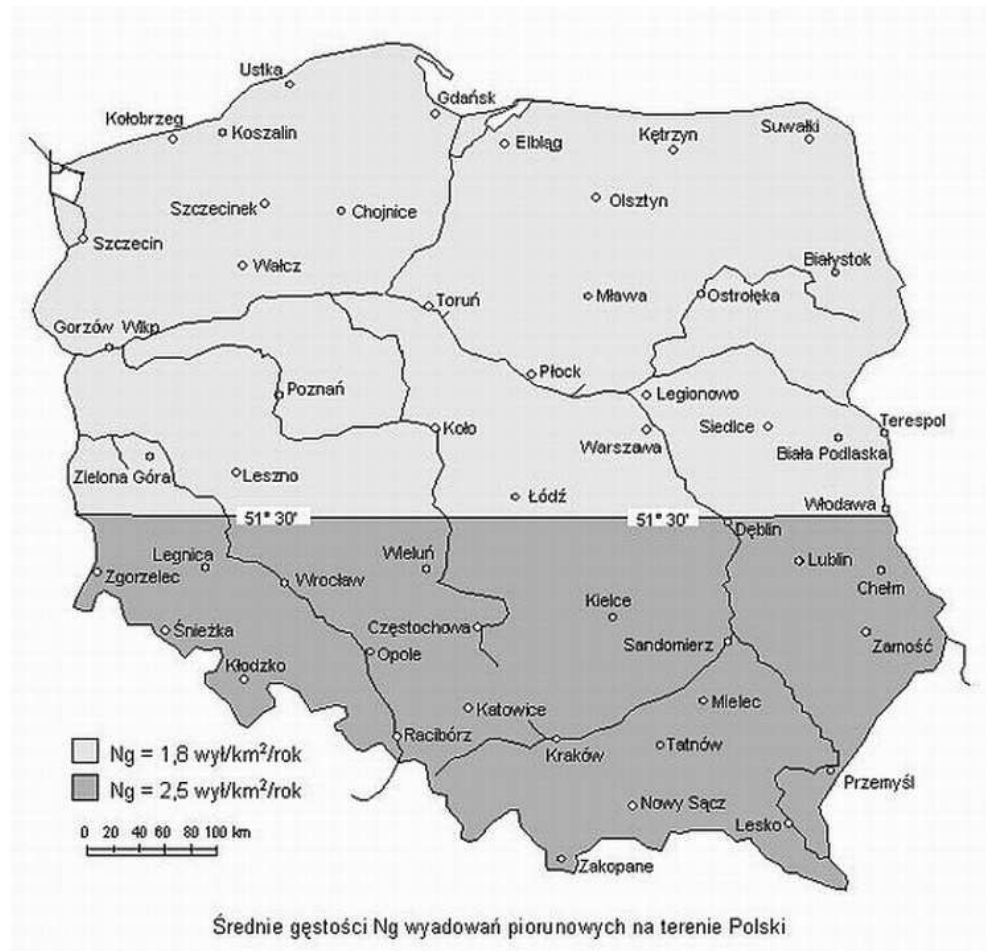 Ustka
Gdańsk
Kołobrzeg
Koszalin
Elbląg
Kętrzyn
Suwałki
Szczecinek
Chojnice
Olsztyn
Szczecin
Wałcz
Białystok
Toruń
Mława
Ostrołęka
Gorzów Wlkp
Płock
Poznań
Legionowo
Koło
Warszawa
Siedlce
Terespol
Biała Podlaska
Zielona Góra
Leszno
Łódź
Włodawa
51° 30'
51° 30'
Dęblin
Legnica
Wieluń
Lublin
Zgorzelec
Wrocław
Chełm
Kielce
Śnieżka
Częstochowa
Opole
Sandomierz
Zamość
Kłodzko
Mielec
Katowice
Racibórz
Kraków
Tatnów
Przemyśl
Nowy Sącz
Lesko
Zakopane
Ng = 1,8 wył/km²/rok
Ng = 2,5 wył/km²/rok
0 20 40 60 80 100 km
Średnie gęstości Ng wyadowań piorunowych na terenie Polski